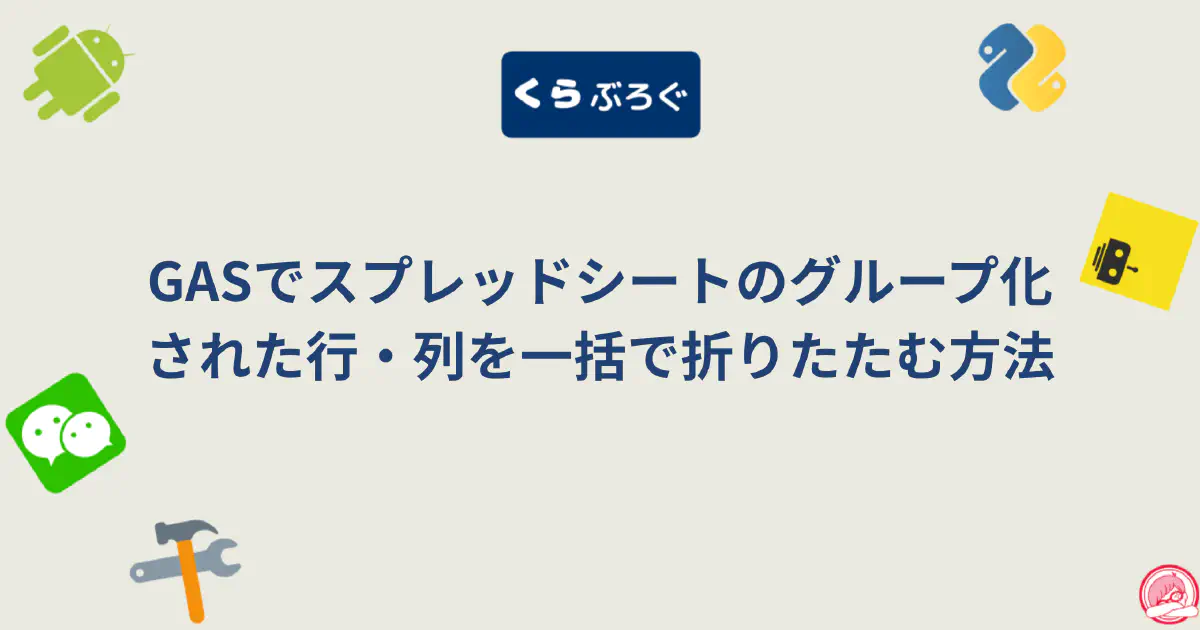 くらぶろぐ
GASでスプレッドシートのグループ化
された行・列を一括で折りたたむ方法